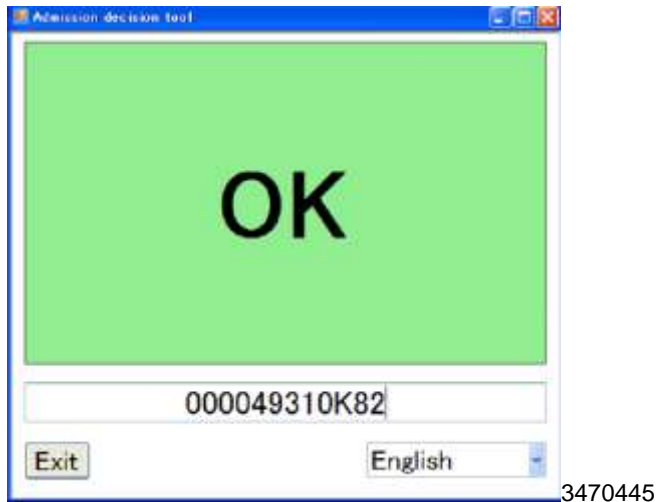 Admission decision tool
OK
000049310K82
Exit
English
3470445